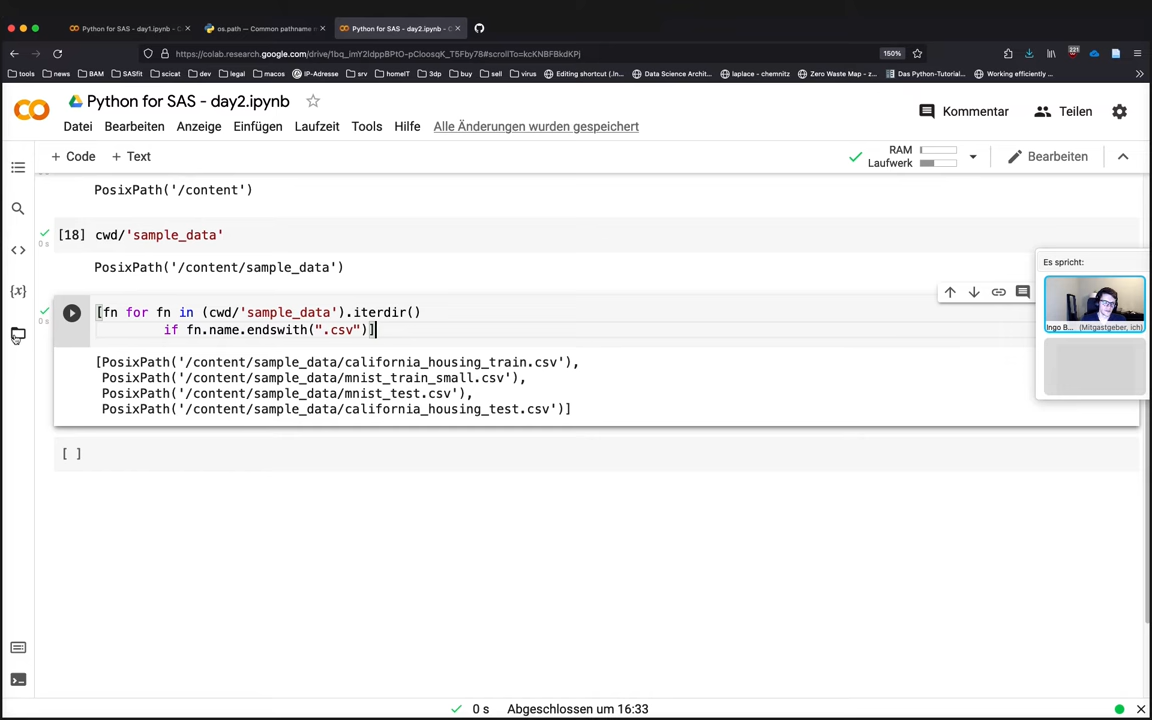 Python for SAS - day1.ipynb - C
os.path — Common pathname
Python for SAS - day2.ipynb - C
https://colab.research.google.com/drive/1bq_ImY2IdppBPtO-pCloosqK_T5Fby78#scrollTo=kcKNBFBkdKPj
150%
221
tools
news
BAM
SASfit
scicat
dev
legal
macos
IP-Adresse
srv
homeIT
3dp
buy
sell
virus
Editing shortcut (.ln...
Data Science Archit...
laplace - chemnitz
Zero Waste Map - z...
Das Python-Tutorial...
Working efficiently ...
Python for SAS - day2.ipynb
Kommentar
Teilen
Datei
Bearbeiten
Anzeige
Einfügen
Laufzeit
Tools
Hilfe
Alle Änderungen wurden gespeichert
+ Code
+ Text
RAM
Laufwerk
Bearbeiten
PosixPath('/content')
[18] cwd/'sample_data'
0 s
PosixPath('/content/sample_data')
Es spricht:
[fn for fn in (cwd/'sample_data').iterdir()
if fn.name.endswith(".csv")]
0 s
Ingo B... (Mitgastgeber, ich)
[PosixPath('/content/sample_data/california_housing_train.csv'),
PosixPath('/content/sample_data/mnist_train_small.csv'),
PosixPath('/content/sample_data/mnist_test.csv'),
PosixPath('/content/sample_data/california_housing_test.csv')]
[ ]
0 s
Abgeschlossen um 16:33